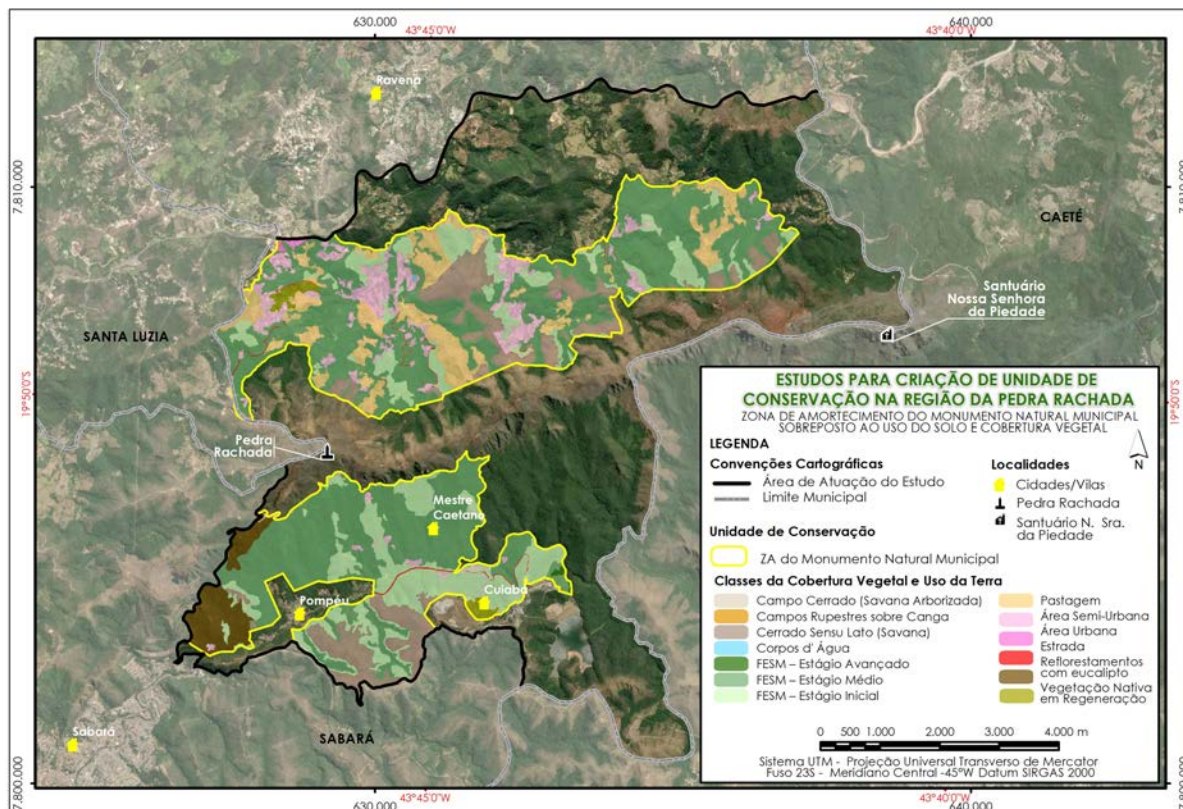 630.000
640.000
43°45'0"W
43°40'0"W
Ravena
7.810.000
7.810.000
CAETÉ
Santuário
Nossa Senhora
da Piedade
SANTA LUZIA
19°50'0"S
19°50'0"S
Pedra
Rachada
Mestre
Caetano
Cuiabá
Pompéu
Sabará
SABARÁ
ESTUDOS PARA CRIAÇÃO DE UNIDADE DE
CONSERVAÇÃO NA REGIÃO DA PEDRA RACHADA
ZONA DE AMORTECIMENTO DO MONUMENTO NATURAL MUNICIPAL
SOBREPOSTO AO USO DO SOLO E COBERTURA VEGETAL
LEGENDA
Convenções Cartográficas
Área de Atuação do Estudo
Limite Municipal
Localidades
Cidades/Vilas
Pedra Rachada
Santuário N. Sra.
da Piedade
N
Unidade de Conservação
ZA do Monumento Natural Municipal
Classes da Cobertura Vegetal e Uso da Terra
Campo Cerrado (Savana Arborizada)
Campos Rupestres sobre Canga
Cerrado Sensu Lato (Savana)
Corpos d' Água
FESM – Estágio Avançado
FESM – Estágio Médio
FESM – Estágio Inicial
Pastagem
Área Semi-Urbana
Área Urbana
Estrada
Reflorestamentos
com eucalipto
Vegetação Nativa
em Regeneração
0 500 1.000 2.000 3.000 4.000 m
Sistema UTM - Projeção Universal Transverso de Mercator
Fuso 23S - Meridiano Central -45°W Datum SIRGAS 2000
7.800.000
7.800.000
43°45'0"W
43°40'0"W
630.000
640.000